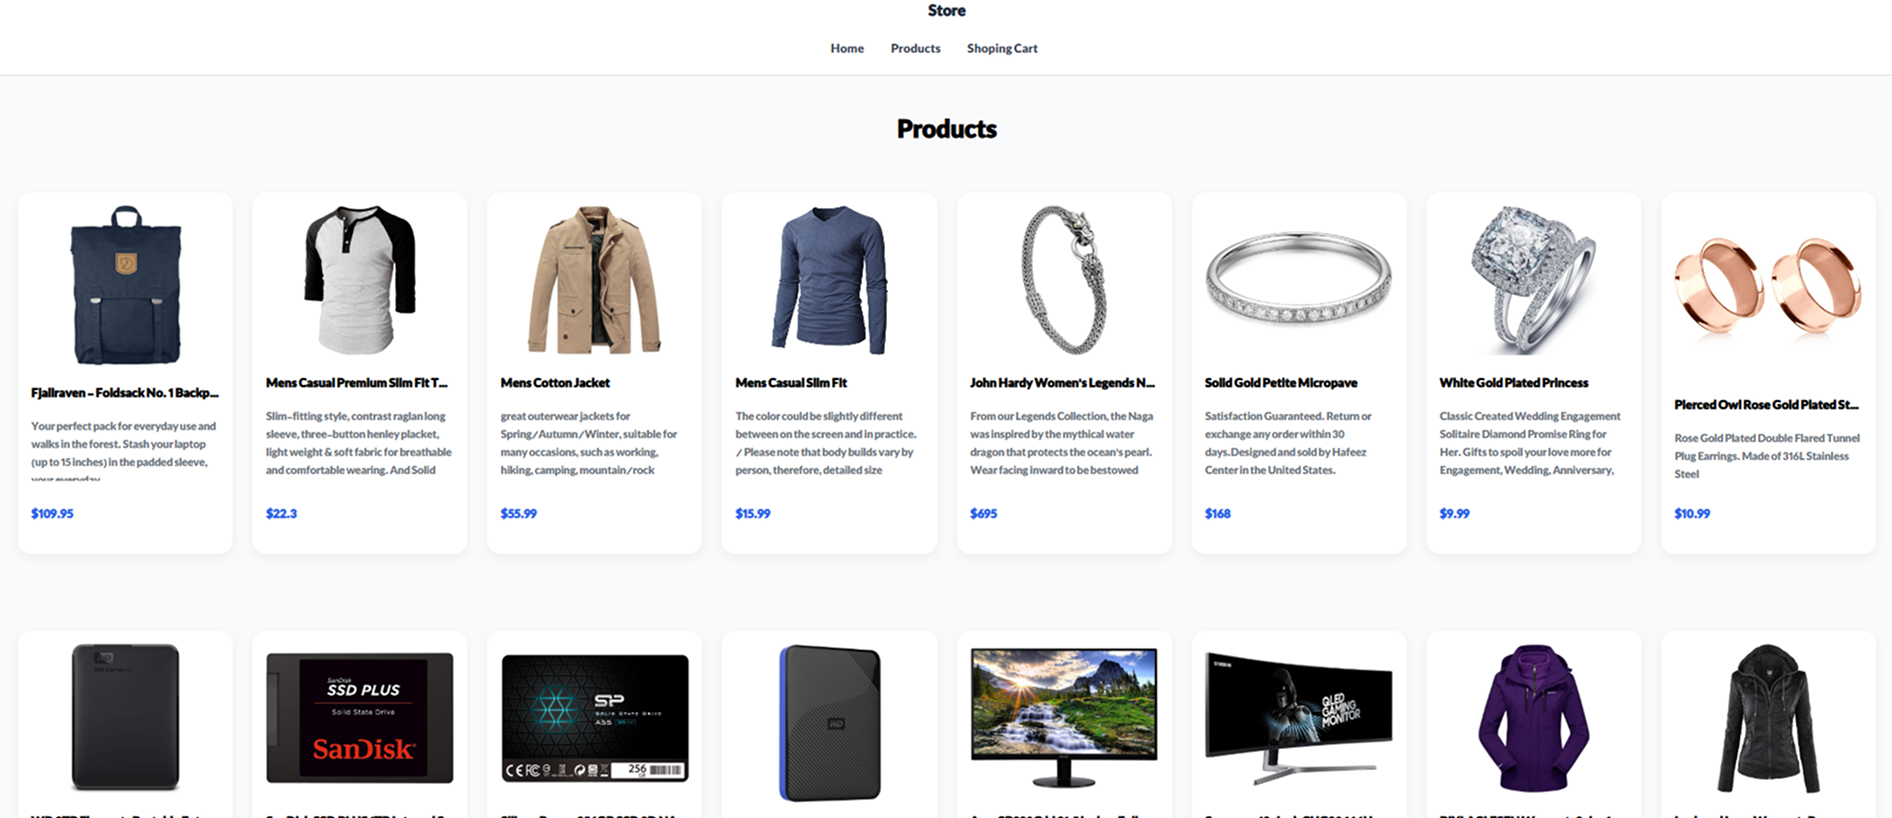 Store
Home
Products
Shoping Cart
Products
Fjallraven - Foldsack No. 1 Backp...
Your perfect pack for everyday use and
walks in the forest. Stash your laptop
(up to 15 inches) in the padded sleeve,
your everyday
$109.95
Mens Casual Premium Slim Fit T...
Slim-fitting style, contrast raglan long
sleeve, three-button henley placket,
light weight & soft fabric for breathable
and comfortable wearing. And Solid
$22.3
Mens Cotton Jacket
great outerwear jackets for
Spring/Autumn/Winter, suitable for
many occasions, such as working,
hiking, camping, mountain/rock
$55.99
Mens Casual Slim Fit
The color could be slightly different
between on the screen and in practice.
/ Please note that body builds vary by
person, therefore, detailed size
$15.99
John Hardy Women's Legends N...
From our Legends Collection, the Naga
was inspired by the mythical water
dragon that protects the ocean's pearl.
Wear facing inward to be bestowed
$695
Solid Gold Petite Micropave
Satisfaction Guaranteed. Return or
exchange any order within 30
days.Designed and sold by Hafeez
Center in the United States.
$168
White Gold Plated Princess
Classic Created Wedding Engagement
Solitaire Diamond Promise Ring for
Her. Gifts to spoil your love more for
Engagement, Wedding, Anniversary,
$9.99
Pierced Owl Rose Gold Plated St...
Rose Gold Plated Double Flared Tunnel
Plug Earrings. Made of 316L Stainless
Steel
$10.99
SanDisk
SSD PLUS
Solid State Drive
SanDisk
SP
SOLID STATE DRIVE
A55
256
WD
QLED
GAMING
MONITOR